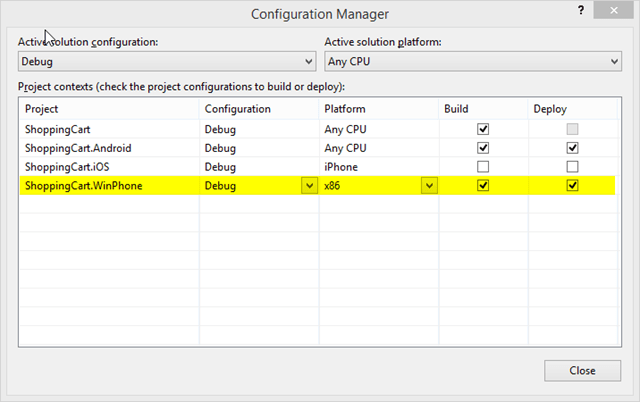 Configuration Manager
?
Active solution configuration: Active solution platform:
Debug Any CPU
Project contexts (check the project configurations to build or deploy):
Project Configuration Platform Build Deploy
ShoppingCart Debug Any CPU
ShoppingCart.Android Debug Any CPU
ShoppingCart.iOS Debug iPhone
ShoppingCart.WinPhone Debug x86
Close